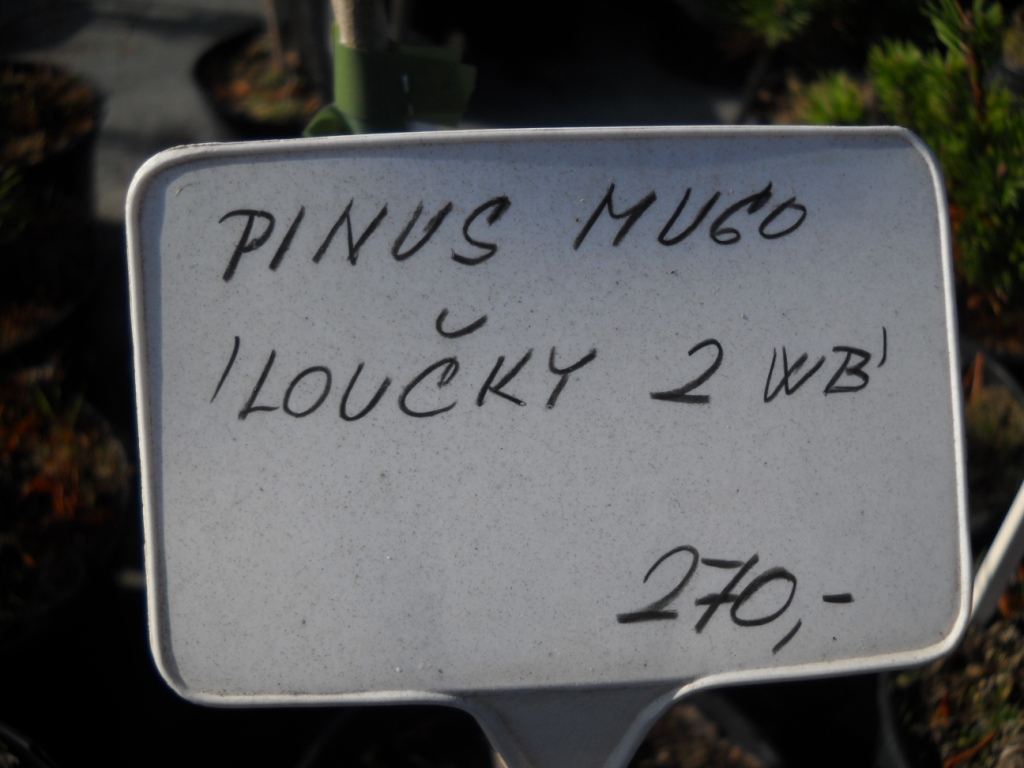 PINUS MUGO
'LOUČKY 2 WB'
270,-